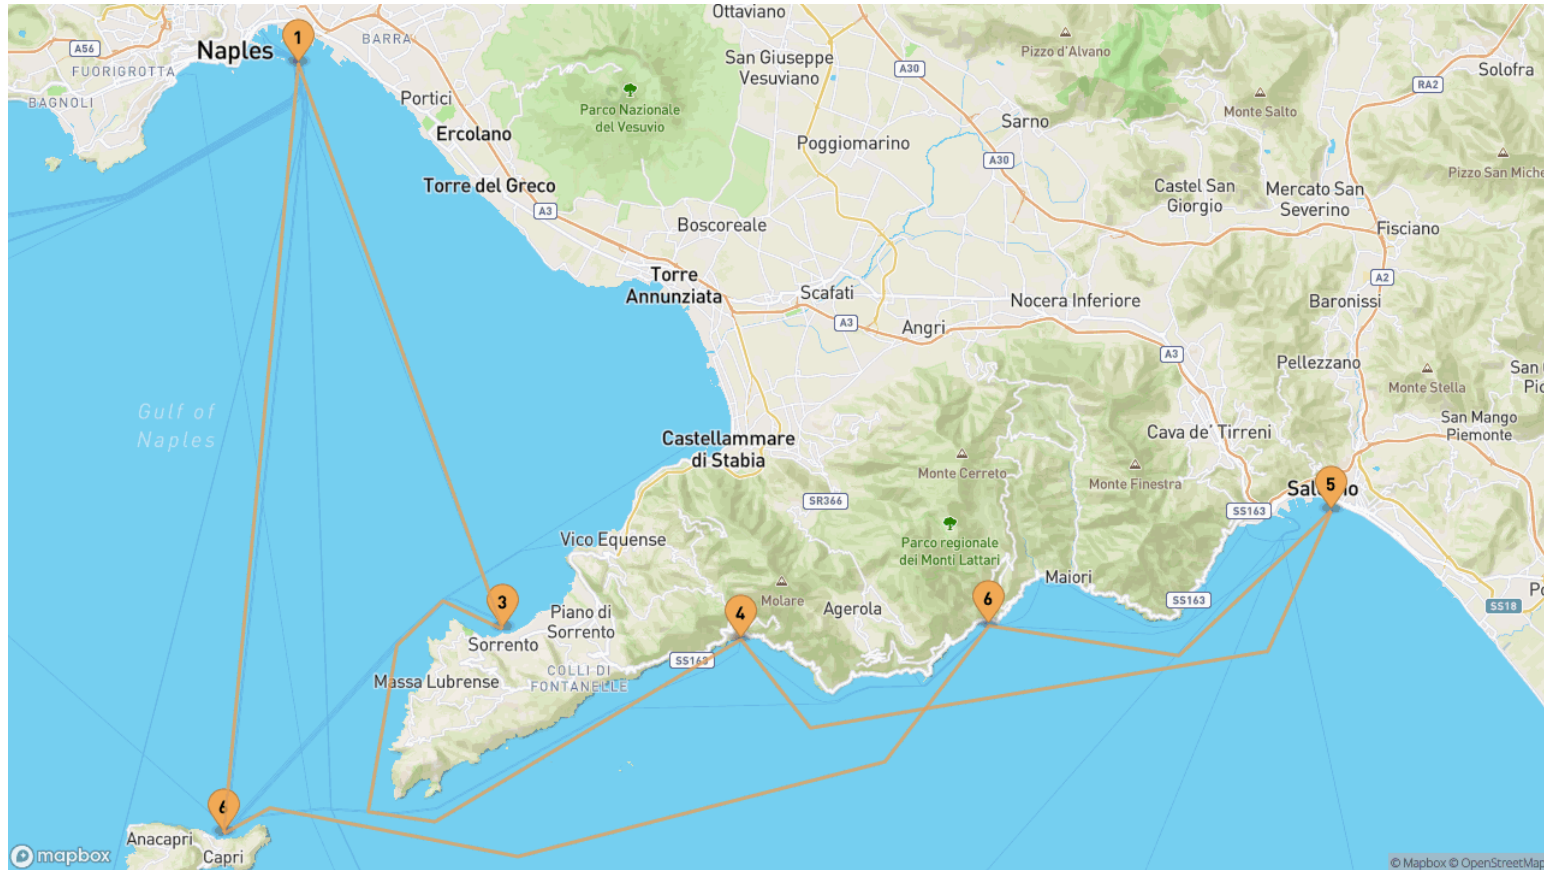 Ottaviano
1
BARRA
A56
Naples
Pizzo d'Alvano
San Giuseppe
Vesuviano
A30
Solofra
FUORIGROTTA
RA2
Portici
Parco Nazionale
del Vesuvio
BAGNOLI
Monte Salto
Ercolano
Sarno
Poggiomarino
A30
Pizzo San Miche
Torre del Greco
Castel San
Giorgio
Mercato San
Severino
A3
Boscoreale
Fisciano
Torre
Annunziata
A2
Scafati
Nocera Inferiore
Baronissi
A3
Angri
A3
Pellezzano
San
Pic
Monte Stella
Gulf of
Naples
San Mango
Piemonte
Castellammare
di Stabia
Cava de' Tirreni
Monte Cerreto
Monte Finestra
5
SR366
SS163
Vico Equense
Parco regionale
dei Monti Lattari
Maiori
3
6
4
Molare
Agerola
SS163
SS18
Po
Piano di
Sorrento
Sorrento
SS163
COLLI DI
FONTANELLE
Massa Lubrense
6
Anacapri
Capri
mapbox
© Mapbox © OpenStreetMap